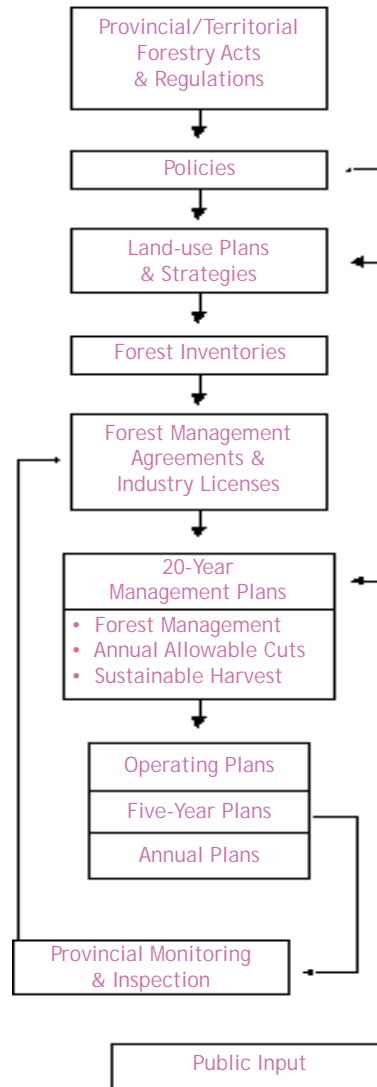 Provincial/Territorial
Forestry Acts
& Regulations
Policies
Land-use Plans
& Strategies
Forest Inventories
Forest Management
Agreements &
Industry Licenses
20-Year
Management Plans
• Forest Management
• Annual Allowable Cuts
• Sustainable Harvest
Operating Plans
Five-Year Plans
Annual Plans
Provincial Monitoring
& Inspection
Public Input